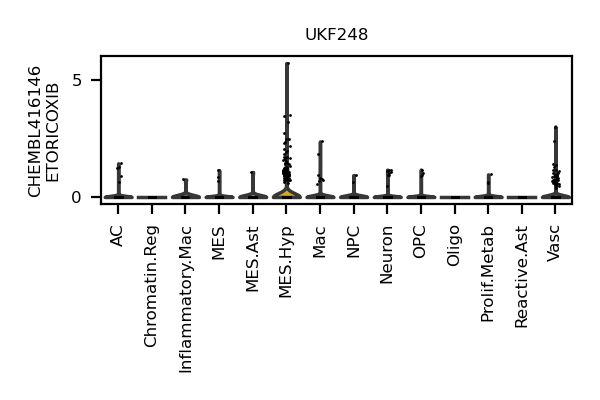 UKF248
CHEMBL416146
ETORICOXIB
5
0
AC
Chromatin.Reg
Inflammatory.Mac
MES
MES.Ast
MES.Hyp
Mac
NPC
Neuron
OPC
Oligo
Prolif.Metab
Reactive.Ast
Vasc